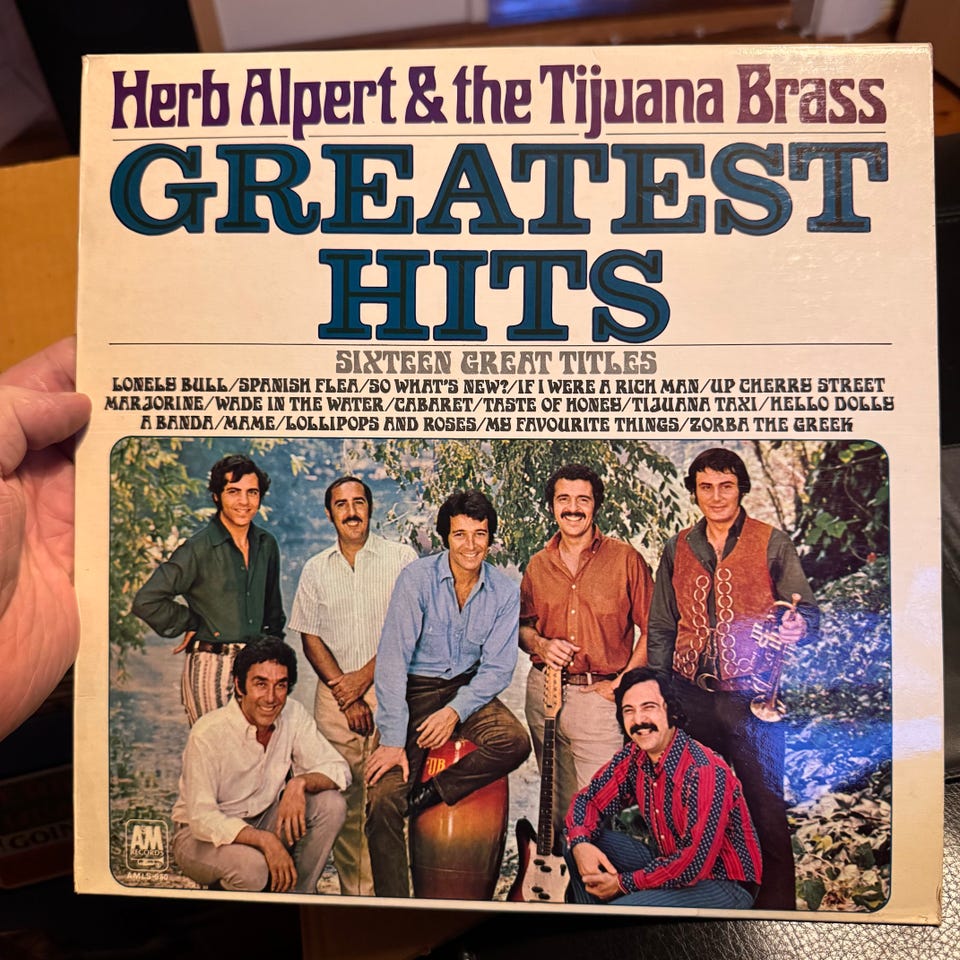 Herb Alpert & the Tijuana Brass
GREATEST
HITS
SIXTEEN GREAT TITLES
LONELY BULL/SPANISH FLEA/SO WHAT'S NEW?/IF I WERE A RICH MAN/UP CHERRY STREET
MARJORINE/WADE IN THE WATER/CABARET/TASTE OF HONEY/TIJUANA TAXI/HELLO DOLLY
A BANDA/MAME/LOLLIPOPS AND ROSES/MY FAVOURITE THINGS/ZORBA THE GREEK
A&M
RECORDS